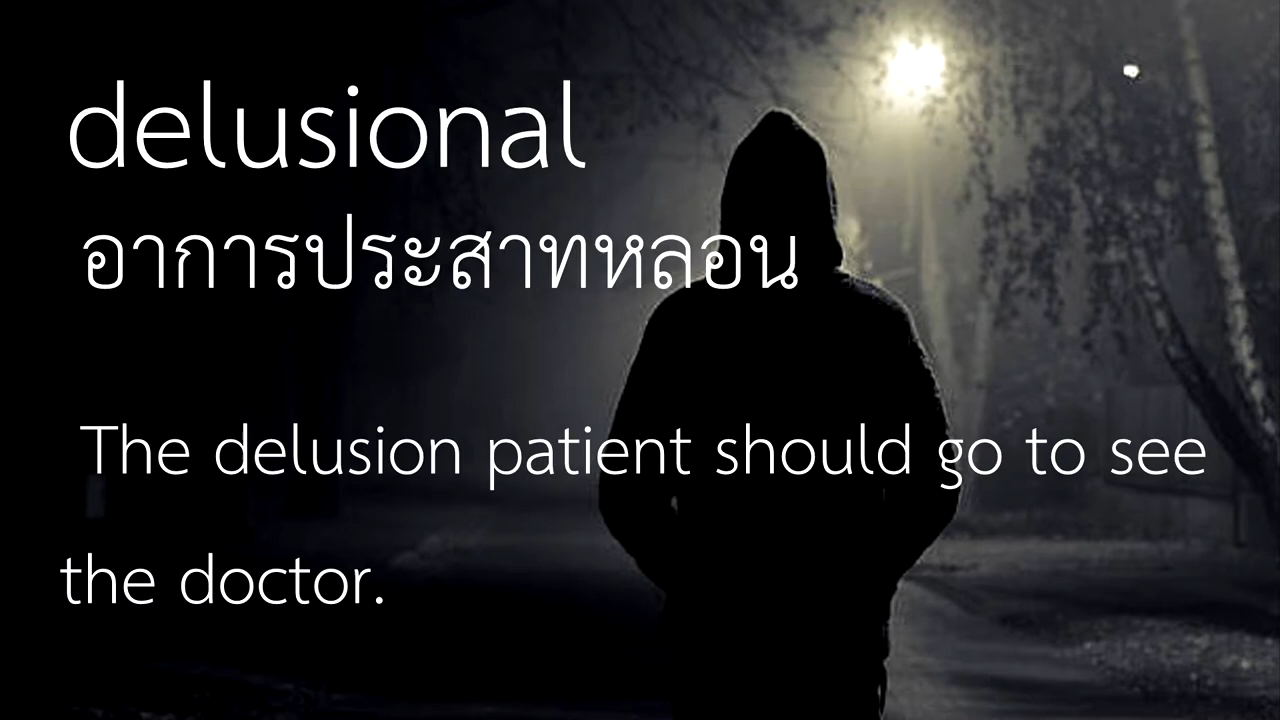 delusional
อาการประสาทหลอน
The delusion patient should go to see
the doctor.